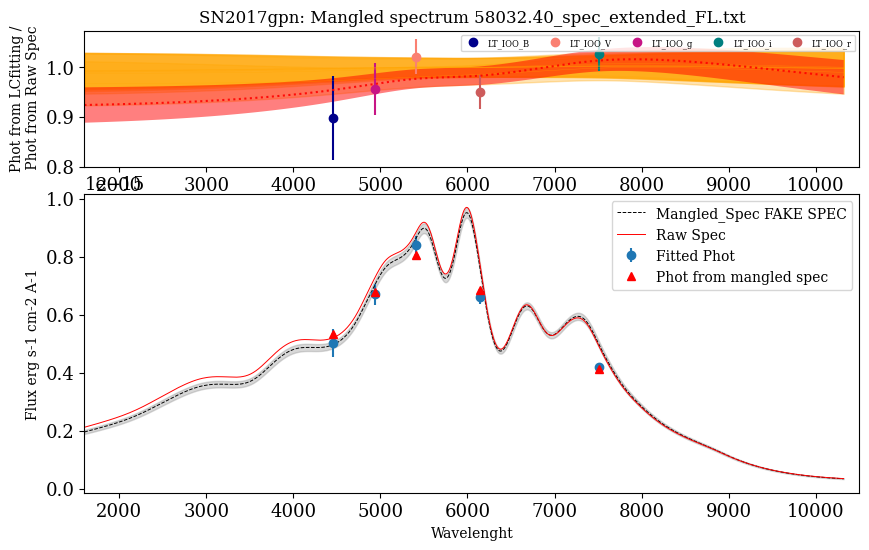 SN2017gpn: Mangled spectrum 58032.40_spec_extended_FL.txt
Phot from LCfitting /
Phot from Raw Spec
LT_IOO_B LT_IOO_V LT_IOO_g LT_IOO_i LT_IOO_r
1.0
0.9
0.8
2000 3000 4000 5000 6000 7000 8000 9000 10000
1e−15
Flux erg s-1 cm-2 A-1
Mangled_Spec FAKE SPEC
Raw Spec
Fitted Phot
Phot from mangled spec
1.0
0.8
0.6
0.4
0.2
0.0
2000 3000 4000 5000 6000 7000 8000 9000 10000
Wavelenght